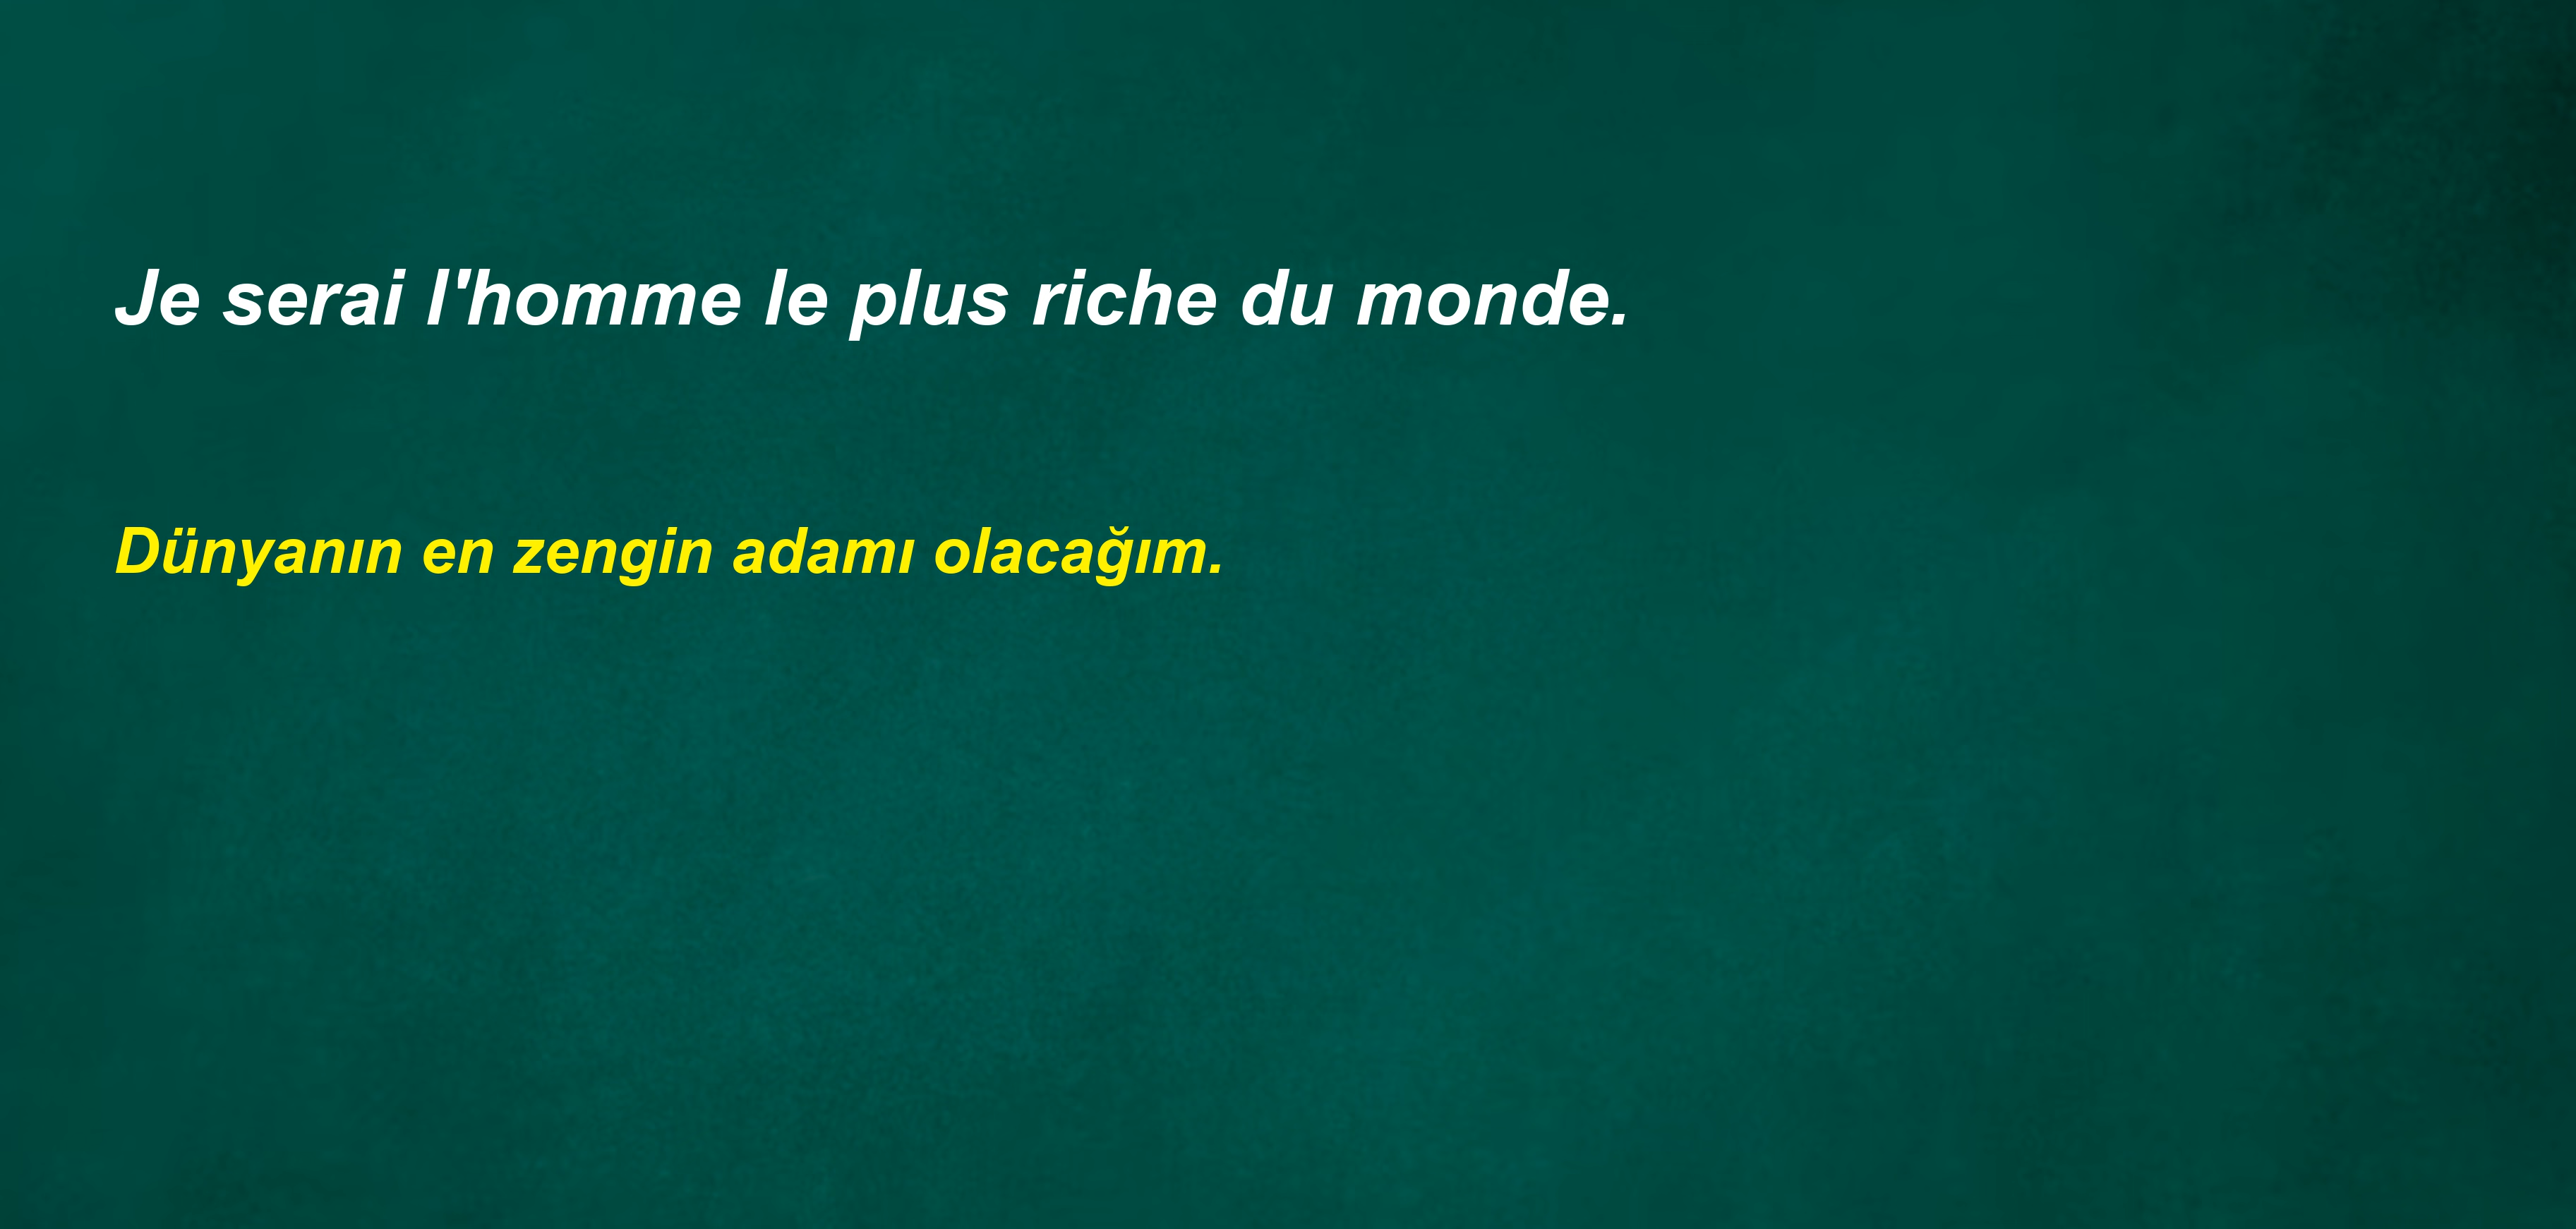 Je serai l'homme le plus riche du monde.
Dünyanın en zengin adamı olacağım.